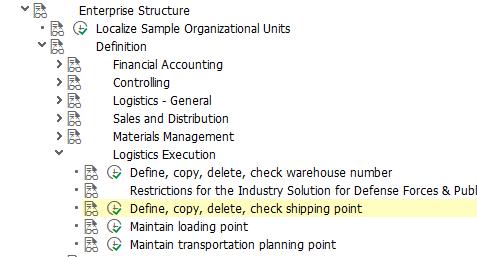 Enterprise Structure
Localize Sample Organizational Units
Definition
Financial Accounting
Controlling
Logistics - General
Sales and Distribution
Materials Management
Logistics Execution
Define, copy, delete, check warehouse number
Restrictions for the Industry Solution for Defense Forces & Publ
Define, copy, delete, check shipping point
Maintain loading point
Maintain transportation planning point